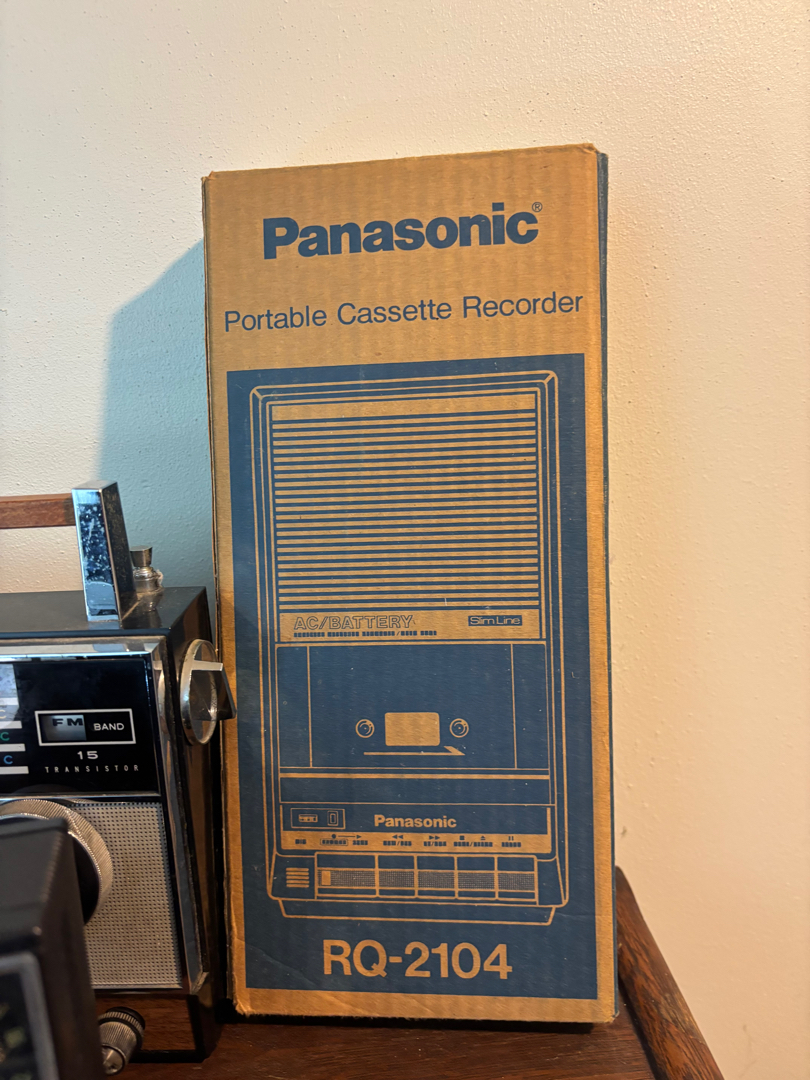 Panasonic®
Portable Cassette Recorder
AC/BATTERY
Slim Line
FM BAND
15
TRANSISTOR
C
C
Panasonic
RQ-2104